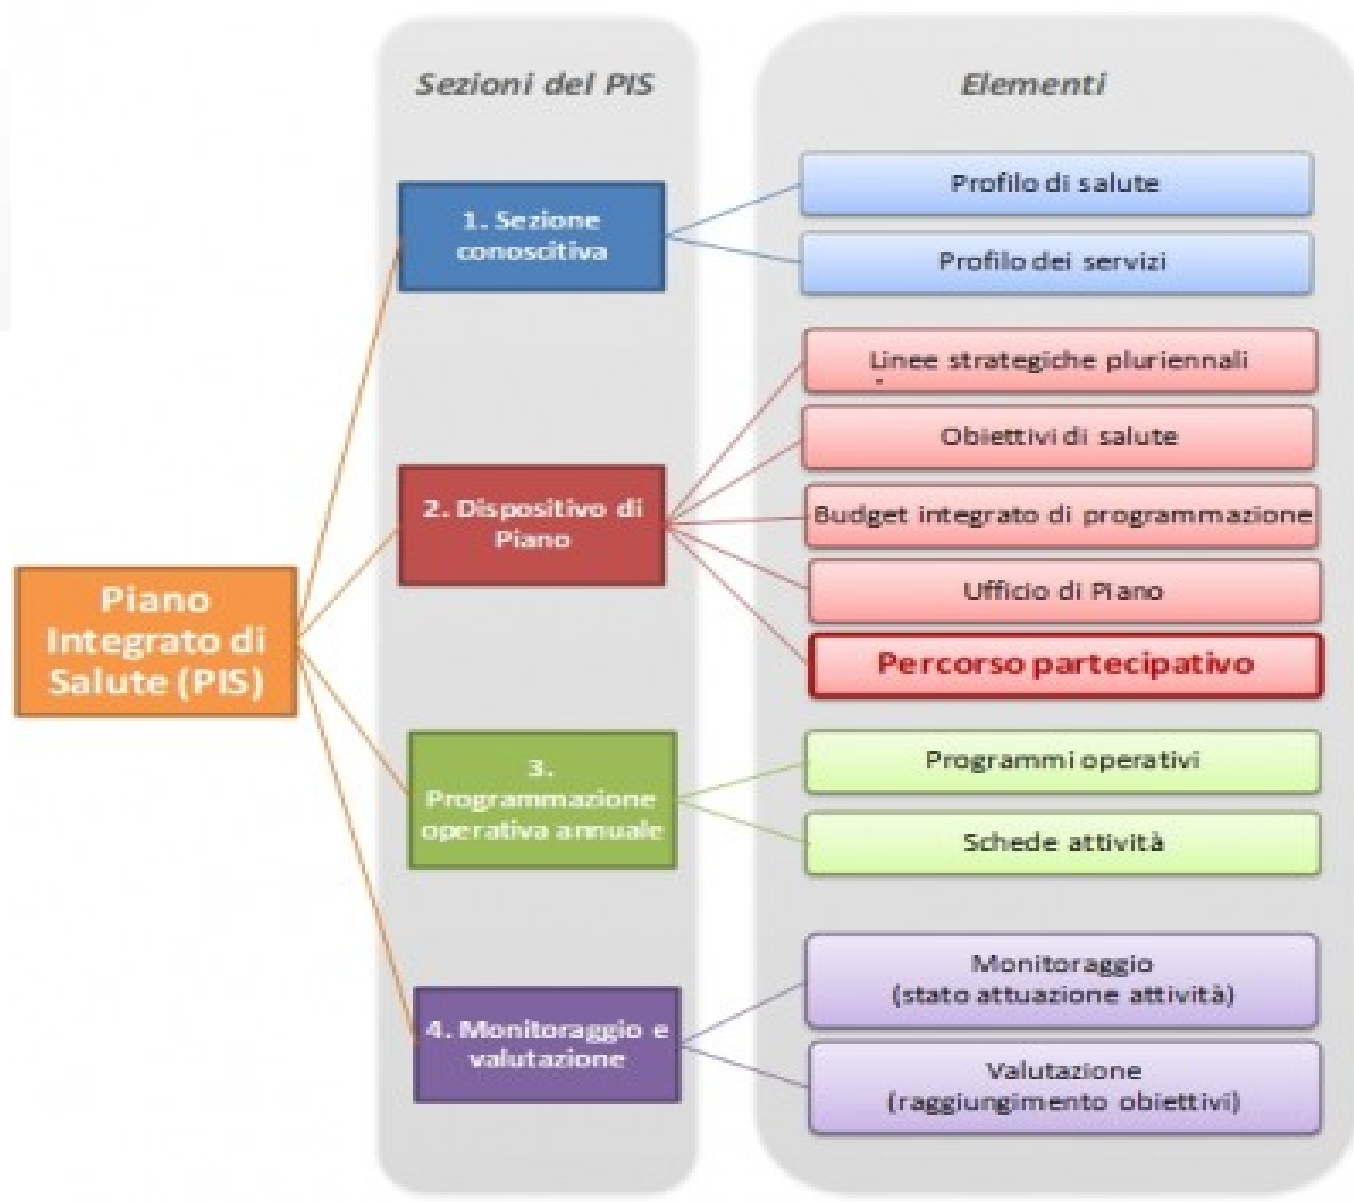 Sezioni del PIS
Elementi
Piano
Integrato di
Salute (PIS)
1. Sezione
conoscitiva
Profilo di salute
Profilo dei servizi
2. Dispositivo di
Piano
Linee strategiche pluriennali
Obiettivi di salute
Budget integrato di programmazione
Ufficio di Piano
Percorso partecipativo
3.
Programmazione
operativa annuale
Programmi operativi
Schede attività
4. Monitoraggio e
valutazione
Monitoraggio
(stato attuazione attività)
Valutazione
(raggiungimento obiettivi)